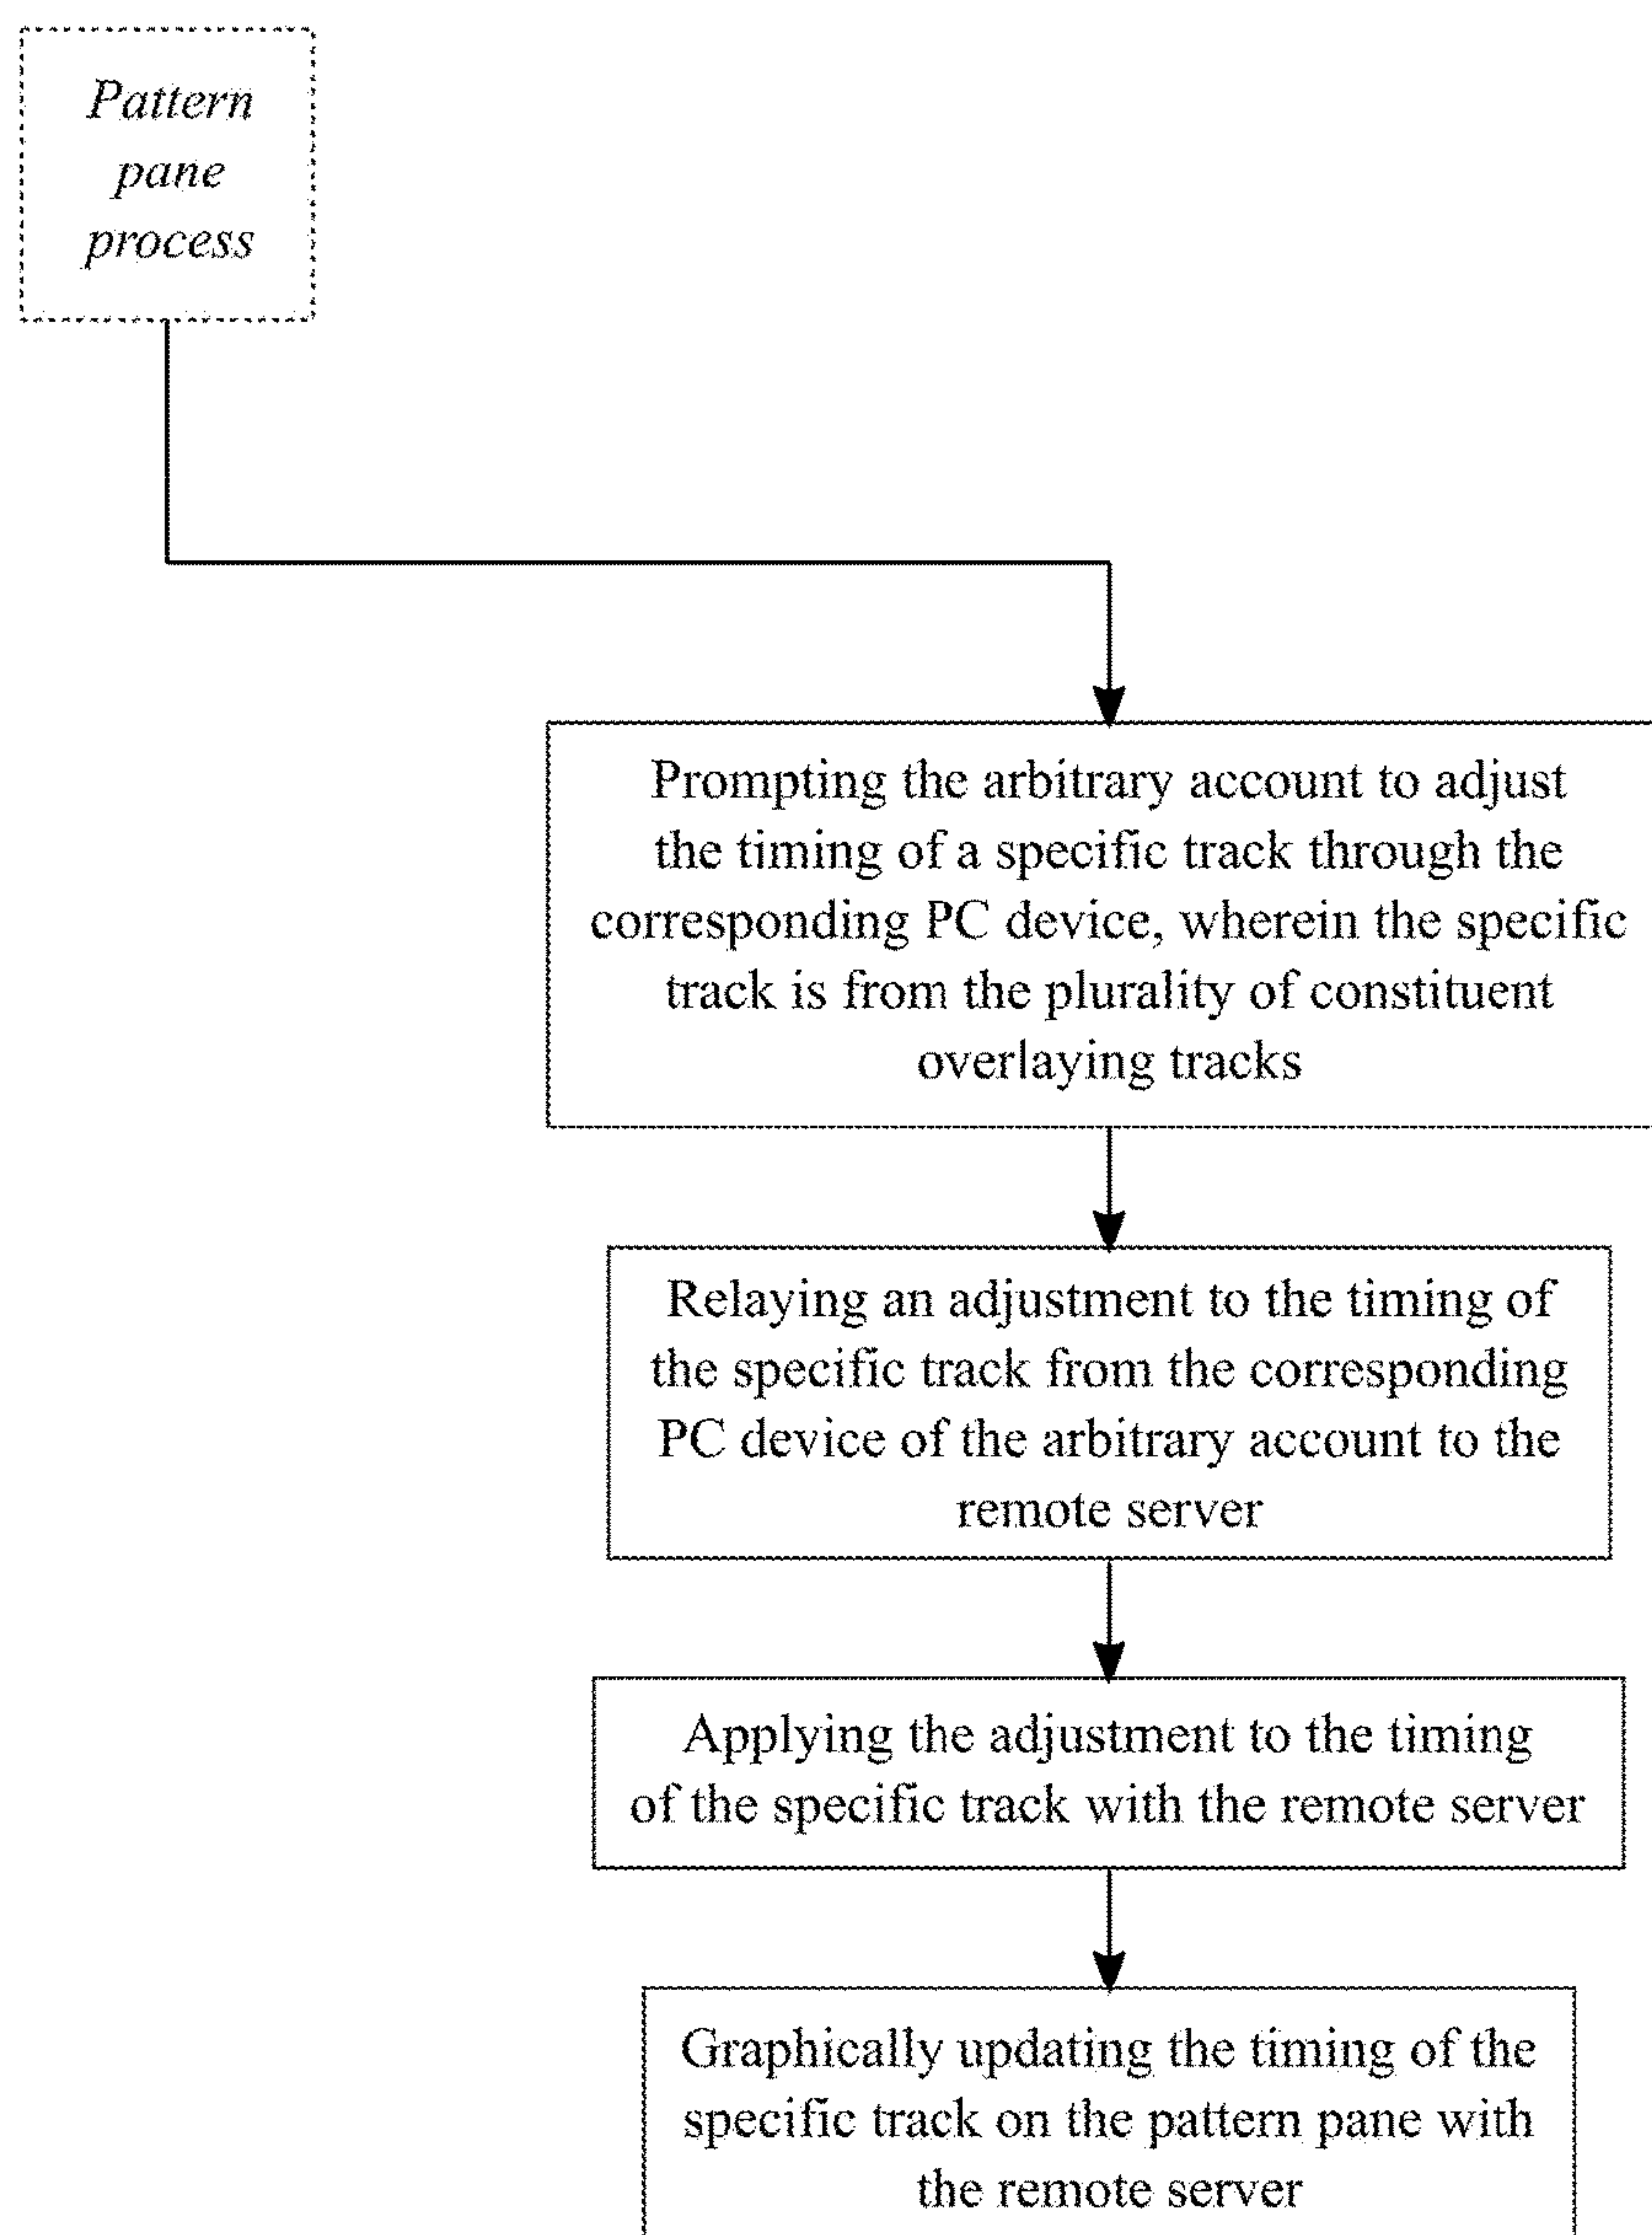 Pattern
pane
process
Prompting the arbitrary account to adjust
the timing of a specific track through the
corresponding PC device, wherein the specific
track is from the plurality of constituent
overlaying tracks
Relaying an adjustment to the timing of
the specific track from the corresponding
PC device of the arbitrary account to the
remote server
Applying the adjustment to the timing
of the specific track with the remote server
Graphically updating the timing of the
specific track on the pattern pane with
the remote server